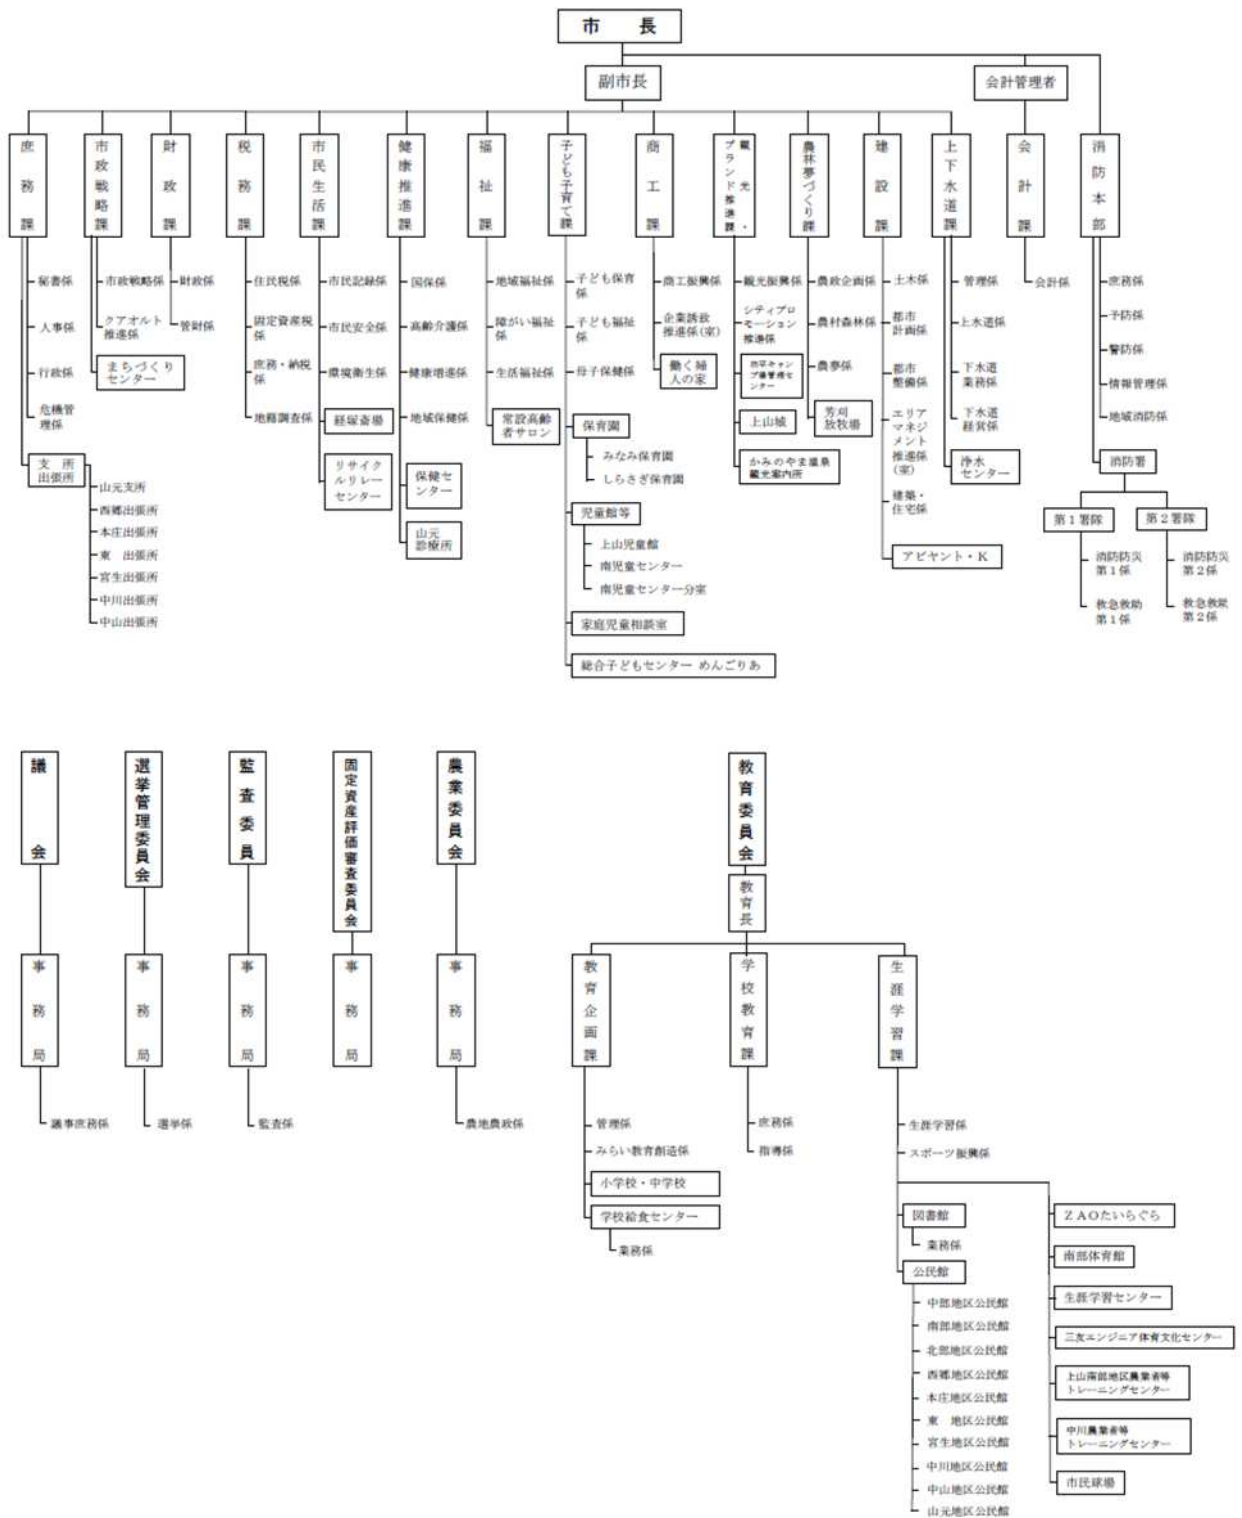 市　長
副市長
会計管理者
庶務課
市政戦略課
財政課
税務課
市民生活課
健康推進課
福祉課
子ども子育て課
商工課
観光・
ブランド推進課
農林夢づくり課
建設課
上下水道課
会計課
消防本部
秘書係
人事係
行政係
危機管
理係
支　所
出張所
山元支所
西郷出張所
本庄出張所
東　出張所
宮生出張所
中川出張所
中山出張所
市政戦略係
クアオルト
推進係
まちづくり
センター
財政係
管財係
住民税係
固定資産税
係
庶務・納税
係
地籍調査係
市民記録係
市民安全係
環境衛生係
経塚斎場
リサイク
ルリレー
センター
国保係
高齢介護係
健康増進係
地域保健係
保健セ
ンター
山元
診療所
地域福祉係
障がい福祉
係
生活福祉係
常設高齢
者サロン
子ども保育
係
子ども福祉
係
母子保健係
保育園
みなみ保育園
しらさぎ保育園
児童館等
上山児童館
南児童センター
南児童センター分室
家庭児童相談室
総合子どもセンター めんごりあ
商工振興係
企業誘致
推進係(室)
働く婦
人の家
観光振興係
シティプロ
モーション
推進係
プ場管理セ
ンター
上山城
かみのやま温泉
観光案内所
農政企画係
農村森林係
農夢係
芳刈
放牧場
土木係
都市
計画係
都市
整備係
エリア
マネジ
メント
推進係
(室)
建築・
住宅係
アビヤント・K
管理係
上水道係
下水道
業務係
下水道
経営係
浄水
センター
会計係
庶務係
予防係
警防係
情報管理係
地域消防係
消防署
第1署隊
第2署隊
消防防災
第1係
救急救助
第1係
消防防災
第2係
救急救助
第2係
議会
選挙管理委員会
監査委員
固定資産評価審査委員会
農業委員会
教育委員会
教育長
事務局
事務局
事務局
事務局
事務局
教育企画課
学校教育課
生涯学習課
議事庶務係
選挙係
監査係
農地農政係
管理係
みらい教育創造係
小学校・中学校
学校給食センター
業務係
庶務係
指導係
生涯学習係
スポーツ振興係
図書館
業務係
公民館
中部地区公民館
南部地区公民館
北部地区公民館
西郷地区公民館
本庄地区公民館
東　地区公民館
宮生地区公民館
中川地区公民館
中山地区公民館
山元地区公民館
ZAOたいらぐら
南部体育館
生涯学習センター
三友エンジニア体育文化センター
上山南部地区農業者等
トレーニングセンター
中川農業者等
トレーニングセンター
市民球場